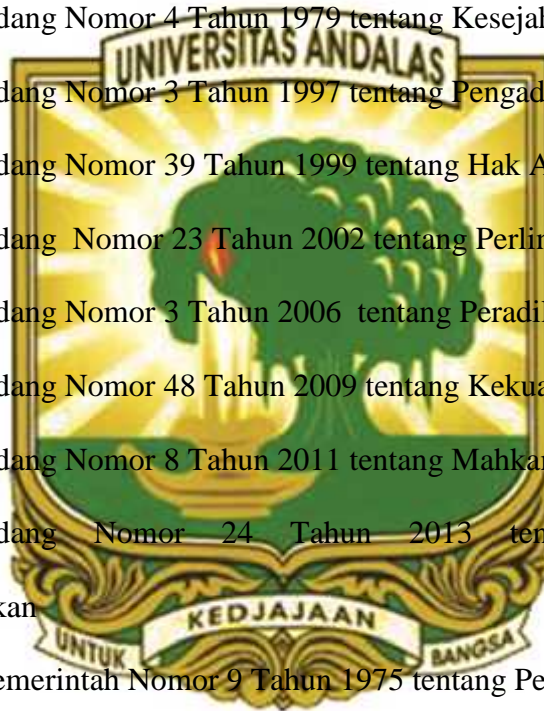 dang Nomor 4 Tahun 1979 tentang Kesejah
UNIVERSITAS ANDALAS
dang Nomor 3 Tahun 1997 tentang Pengad
dang Nomor 39 Tahun 1999 tentang Hak A
dang Nomor 23 Tahun 2002 tentang Perlin
dang Nomor 3 Tahun 2006 tentang Peradil
dang Nomor 48 Tahun 2009 tentang Kekua
dang Nomor 8 Tahun 2011 tentang Mahkam
dang Nomor 24 Tahun 2013 ten
kan
UNTUK KEDJAJAAN BANGSA
emerintah Nomor 9 Tahun 1975 tentang Pe